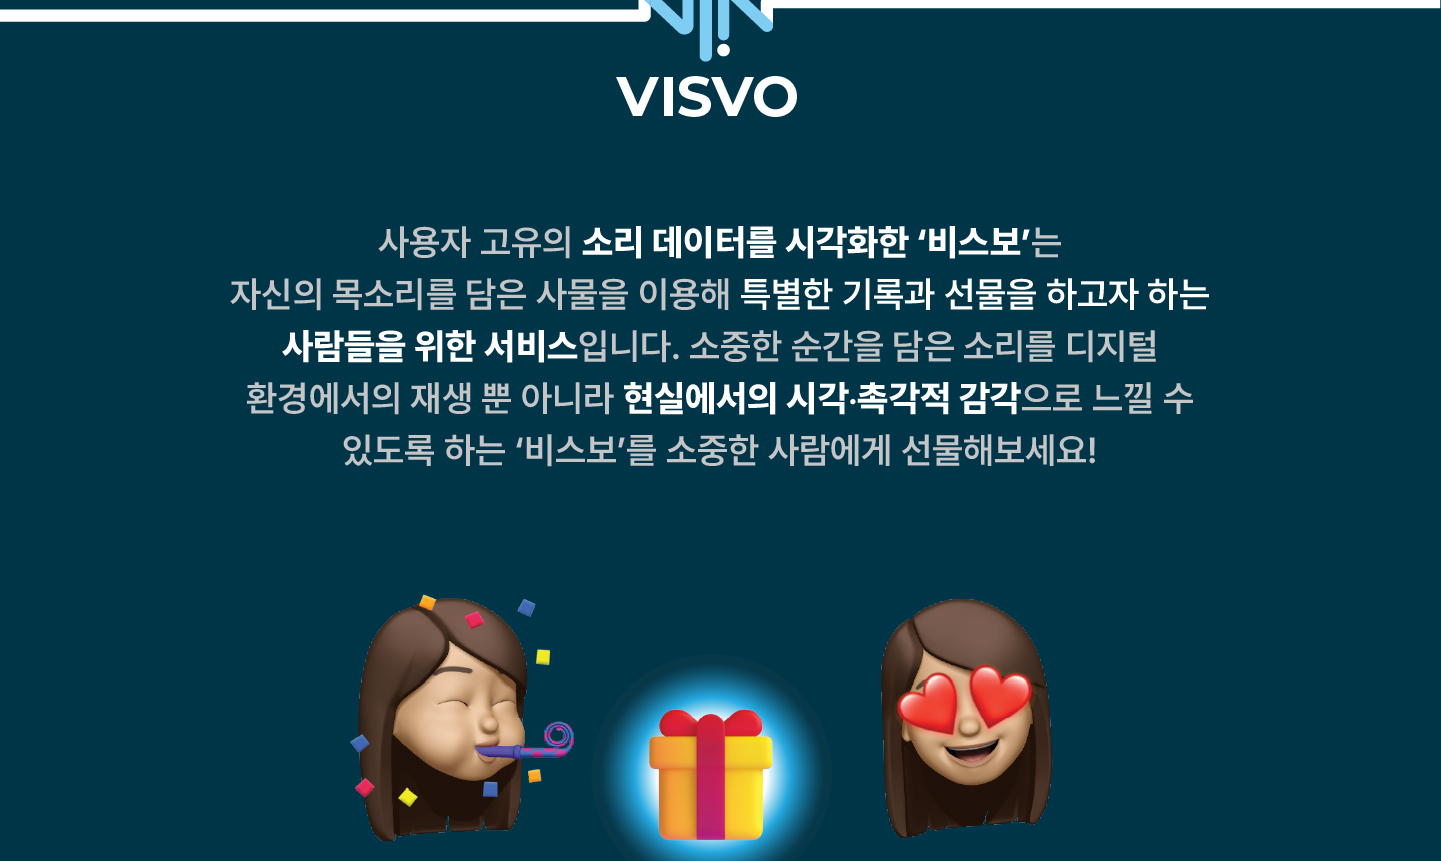 VISVO
사용자 고유의 소리 데이터를 시각화한 ‘비스보’는
자신의 목소리를 담은 사물을 이용해 특별한 기록과 선물을 하고자 하는
사람들을 위한 서비스입니다. 소중한 순간을 담은 소리를 디지털
환경에서의 재생 뿐 아니라 현실에서의 시각·촉각적 감각으로 느낄 수
있도록 하는 ‘비스보’를 소중한 사람에게 선물해보세요!